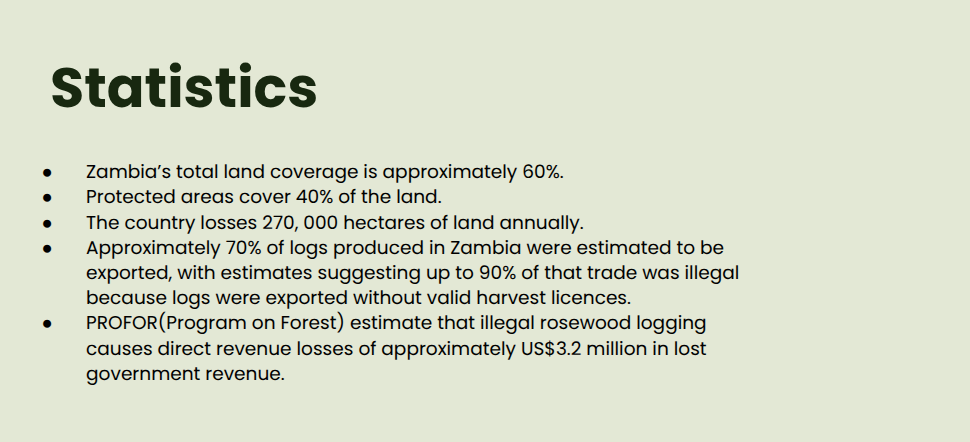 Statistics
● Zambia’s total land coverage is approximately 60%.
● Protected areas cover 40% of the land.
● The country losses 270, 000 hectares of land annually.
● Approximately 70% of logs produced in Zambia were estimated to be
exported, with estimates suggesting up to 90% of that trade was illegal
because logs were exported without valid harvest licences.
● PROFOR(Program on Forest) estimate that illegal rosewood logging
causes direct revenue losses of approximately US$3.2 million in lost
government revenue.